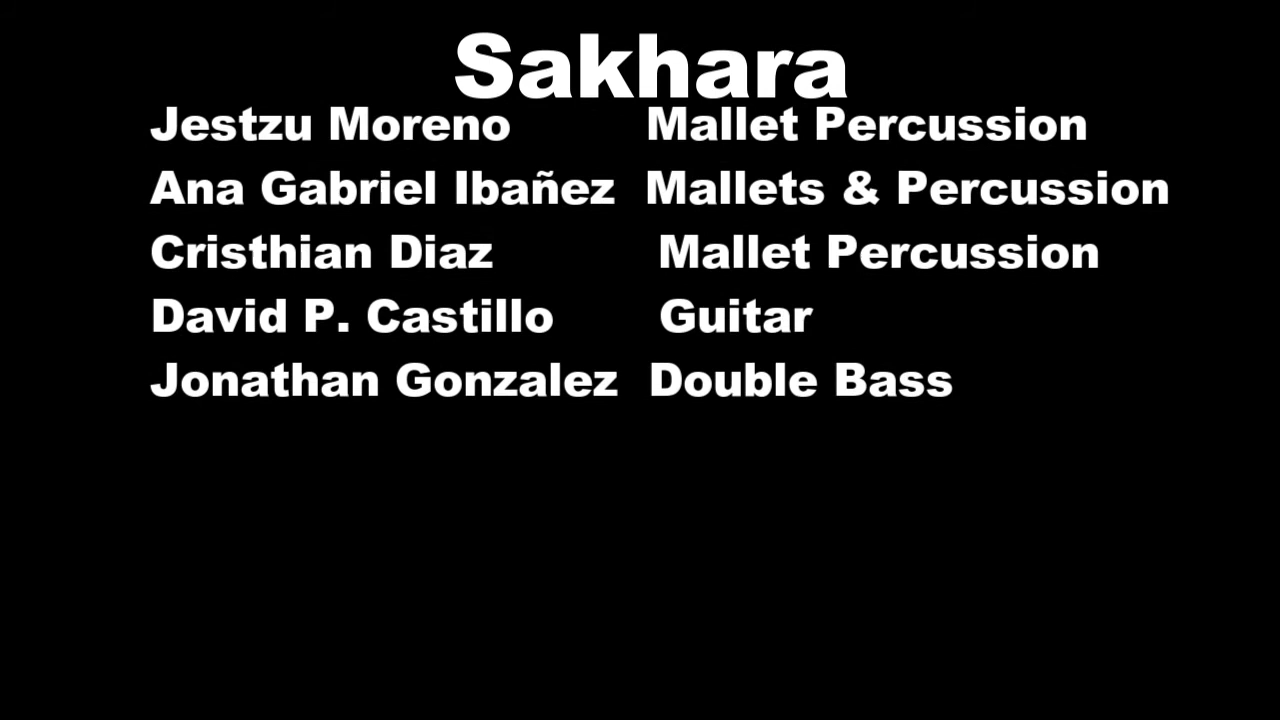 Sakhara
Jestzu Moreno Mallet Percussion
Ana Gabriel Ibañez Mallets & Percussion
Cristhian Diaz Mallet Percussion
David P. Castillo Guitar
Jonathan Gonzalez Double Bass